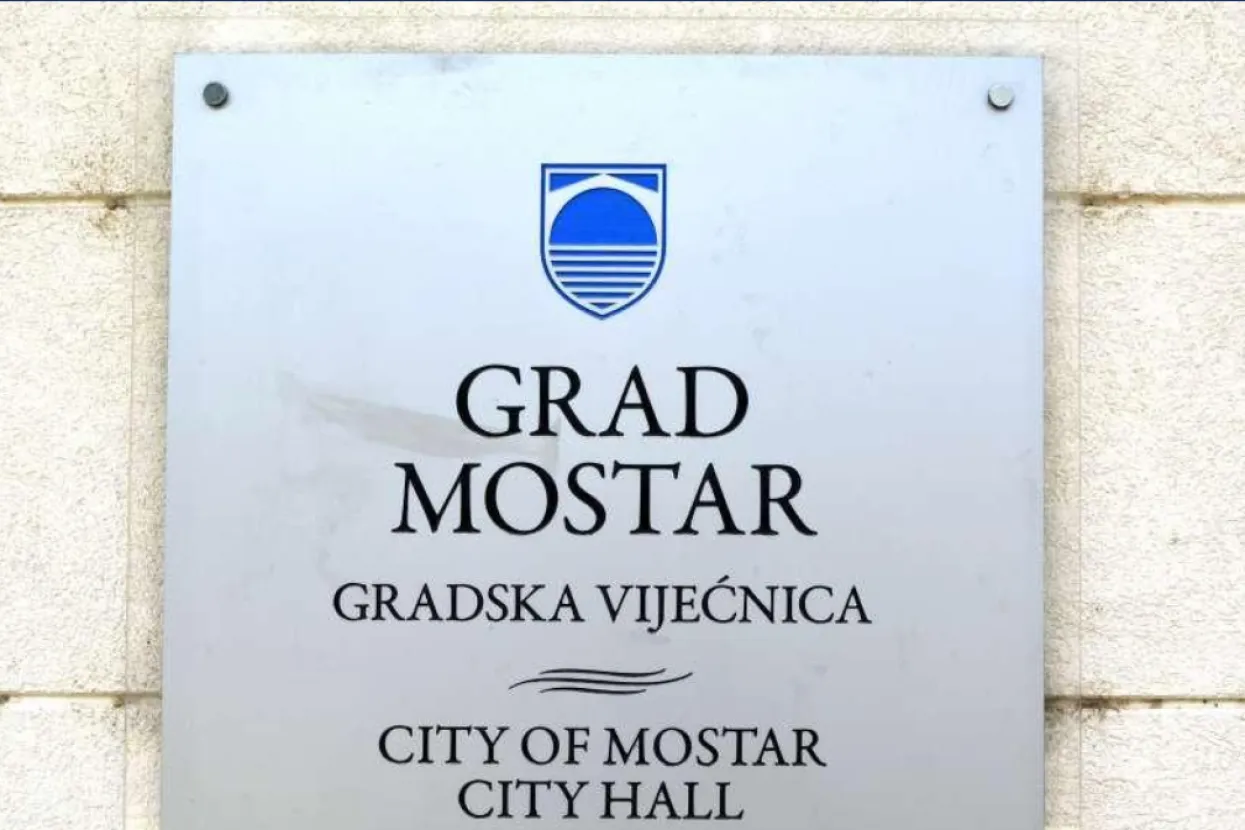 GRAD
MOSTAR
GRADSKA VIJEĆNICA
CITY OF MOSTAR
CITY HALL